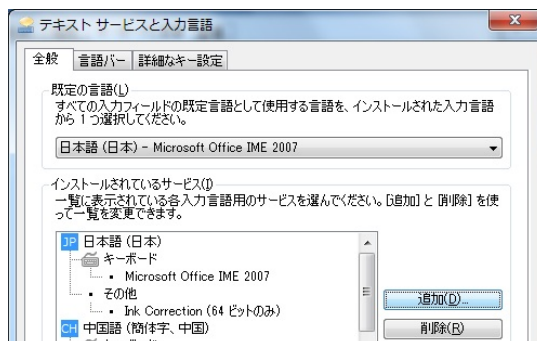 テキスト サービスと入力言語
全般 言語バー 詳細なキー設定
既定の言語(L)
すべての入力フィールドの既定言語として使用する言語を、インストールされた入力言語
から 1 つ選択してください。
日本語 (日本) - Microsoft Office IME 2007
インストールされているサービス(I)
一覧に表示されている各入力言語用のサービスを選んでください。[追加] と [削除] を使
って一覧を変更できます。
JP 日本語 (日本)
キーボード
Microsoft Office IME 2007
その他
Ink Correction (64 ビットのみ)
追加(D)...
CH 中国語 (簡体字、中国)
削除(R)